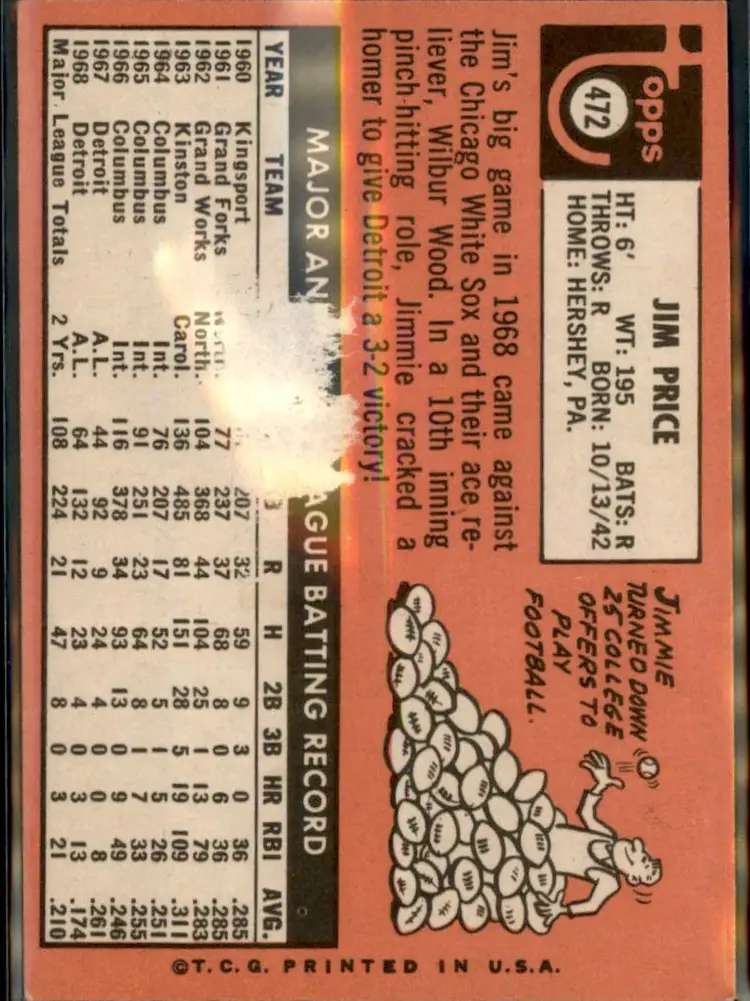 Topps
472
JIM PRICE
HT: 6' WT: 195 BATS: R
THROWS: R BORN: 10/13/42
HOME: HERSHEY, PA.
Jim's big game in 1968 came against
the Chicago White Sox and their ace re-
liever, Wilbur Wood. In a 10th inning
pinch-hitting role, Jimmie cracked a
homer to give Detroit a 3-2 victory!
JIMMIE
TURNED DOWN
25 COLLEGE
OFFERS TO
PLAY
FOOTBALL.
MAJOR AN AGUE BATTING RECORD
YEAR TEAM R H 2B 3B HR RBI AVG.
1960 Kingsport 207 32 59 9 3 0 36 .285
1961 Grand Forks North. 77 237 37 68 8 0 6 36 .285
1962 Grand Works North. 104 368 44 104 25 1 13 79 .283
1963 Kinston Carol. 136 485 81 151 28 5 19 109 .311
1964 Columbus Int. 76 207 17 52 5 1 5 26 .251
1965 Columbus Int. 91 251 23 64 8 1 7 33 .255
1966 Columbus Int. 116 378 34 93 13 0 9 49 .246
1967 Detroit A.L. 44 92 9 24 4 0 0 8 .261
1968 Detroit A.L. 64 132 12 23 4 0 3 13 .174
Major League Totals 2 Yrs. 108 224 21 47 8 0 3 21 .210
©T.C.G. PRINTED IN U.S.A.